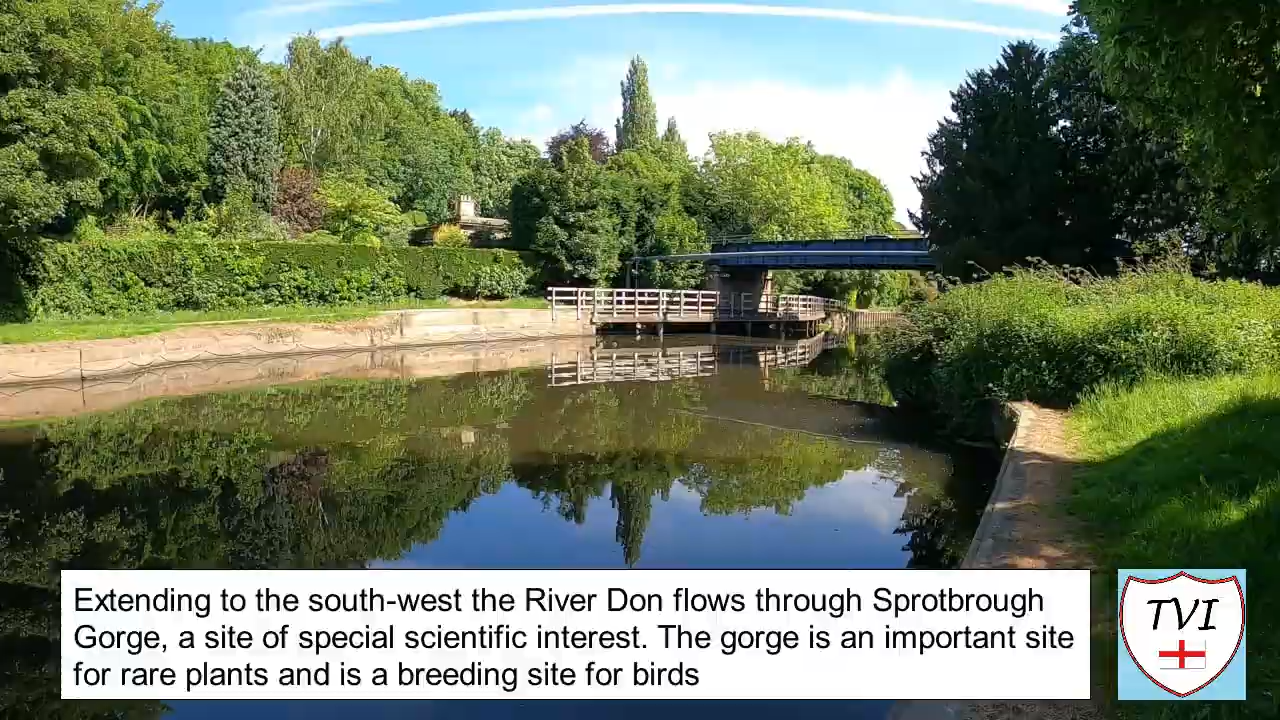 Extending to the south-west the River Don flows through Sprotbrough
Gorge, a site of special scientific interest. The gorge is an important site
for rare plants and is a breeding site for birds
TVI